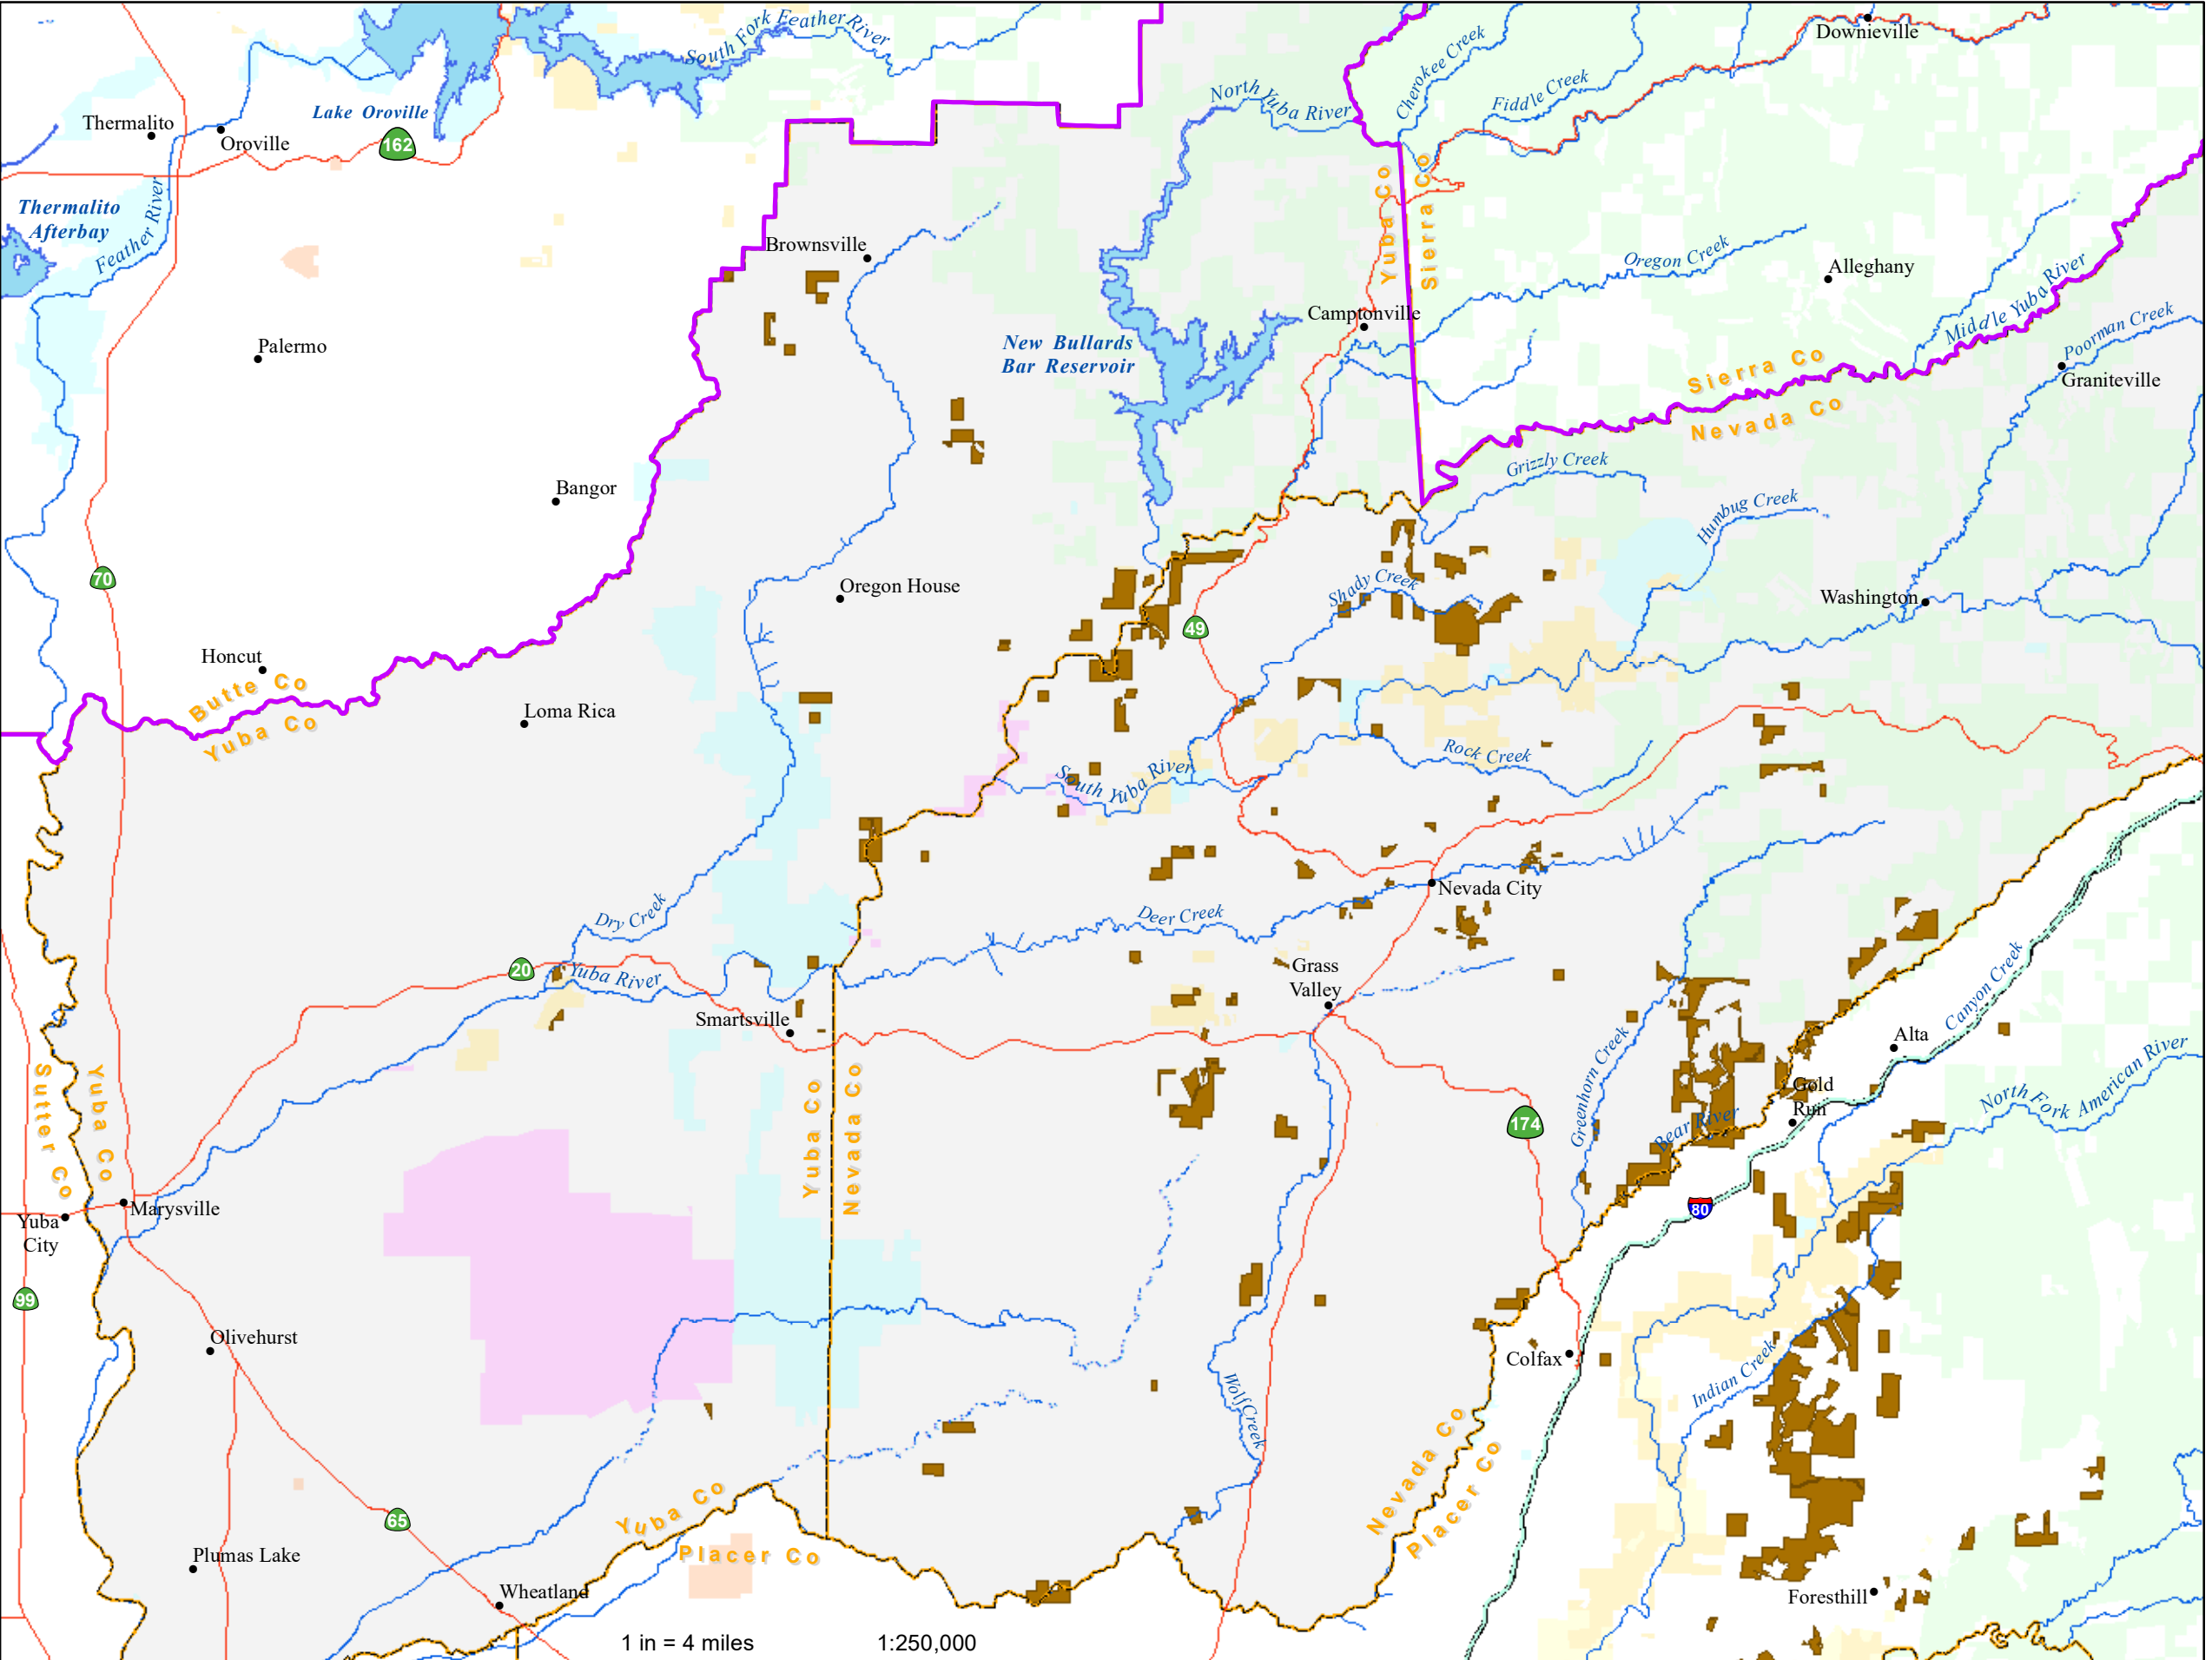 South Fork Feather River
Downieville
Cherokee Creek
Fiddle Creek
North Yuba River
Lake Oroville
Thermalito
Oroville
162
Thermalito
Afterbay
Feather River
Yuba Co
Sierra Co
Brownsville
Oregon Creek
Alleghany
Middle Yuba River
Camptonville
Poorman Creek
New Bullards
Bar Reservoir
Palermo
Sierra Co
Nevada Co
Graniteville
Grizzly Creek
Bangor
Humbug Creek
70
Oregon House
Shady Creek
Washington
49
Honcut
Butte Co
Yuba Co
Loma Rica
South Yuba River
Rock Creek
Nevada City
Dry Creek
Deer Creek
20
Yuba River
Grass
Valley
Smartsville
Canyon Creek
Alta
North Fork American River
Greenhorn Creek
Gold
Run
Bear River
174
Sutter Co
Yuba Co
Yuba Co
Nevada Co
80
Marysville
Yuba
City
99
Olivehurst
Colfax
Indian Creek
Wolf Creek
Nevada Co
Placer Co
65
Yuba Co
Placer Co
Plumas Lake
Wheatland
Foresthill
1 in = 4 miles
1:250,000